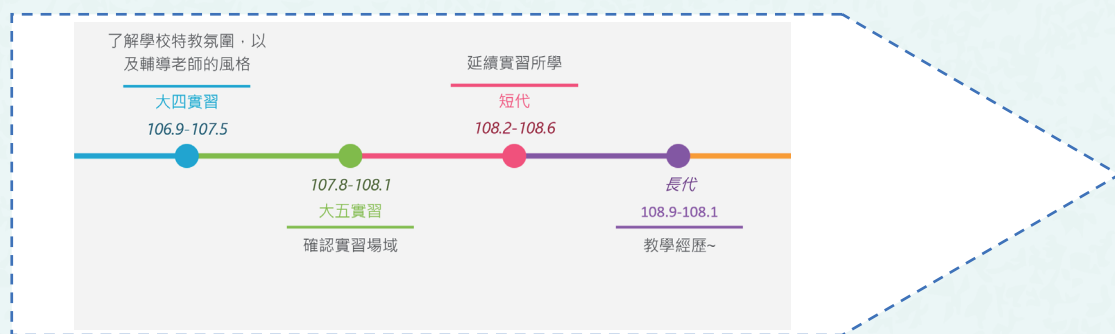 了解學校特教氛圍，以
及輔導老師的風格
大四實習
106.9-107.5
107.8-108.1
大五實習
確認實習場域
延續實習所學
短代
108.2-108.6
長代
108.9-108.1
教學經歷~